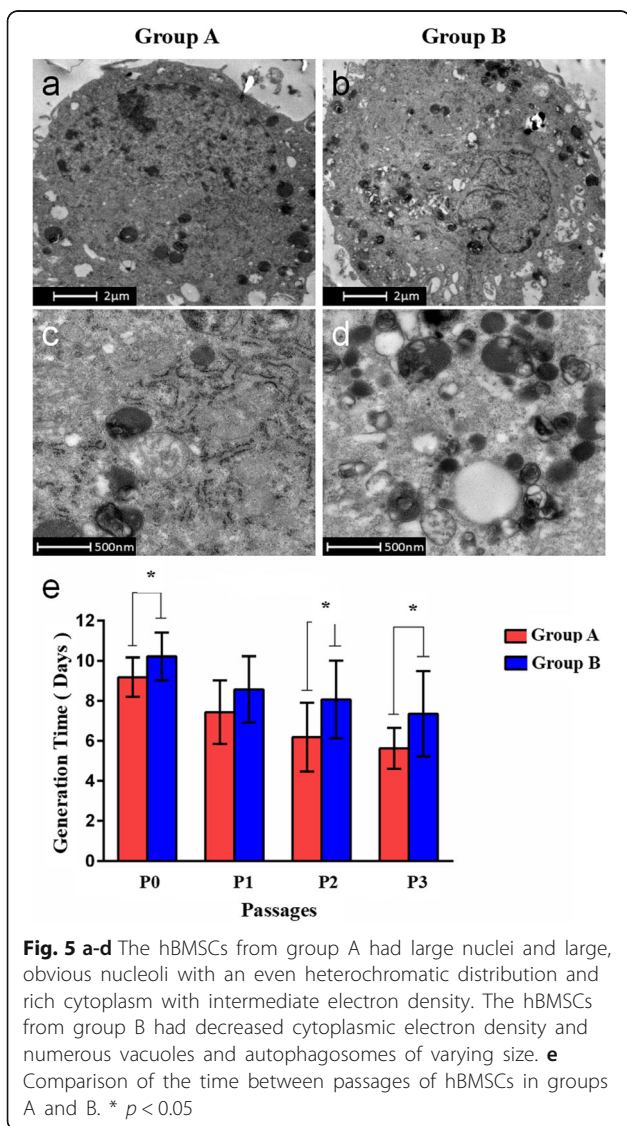 Group A
Group B
a
b
2μm
2μm
c
d
500nm
500nm
e
*
*
*
12
10
8
6
4
2
0
Generation Time ( Days )
P0
P1
P2
P3
Passages
Group A
Group B
Fig. 5 a-d The hBMSCs from group A had large nuclei and large,
obvious nucleoli with an even heterochromatic distribution and
rich cytoplasm with intermediate electron density. The hBMSCs
from group B had decreased cytoplasmic electron density and
numerous vacuoles and autophagosomes of varying size. e
Comparison of the time between passages of hBMSCs in groups
A and B. * p < 0.05